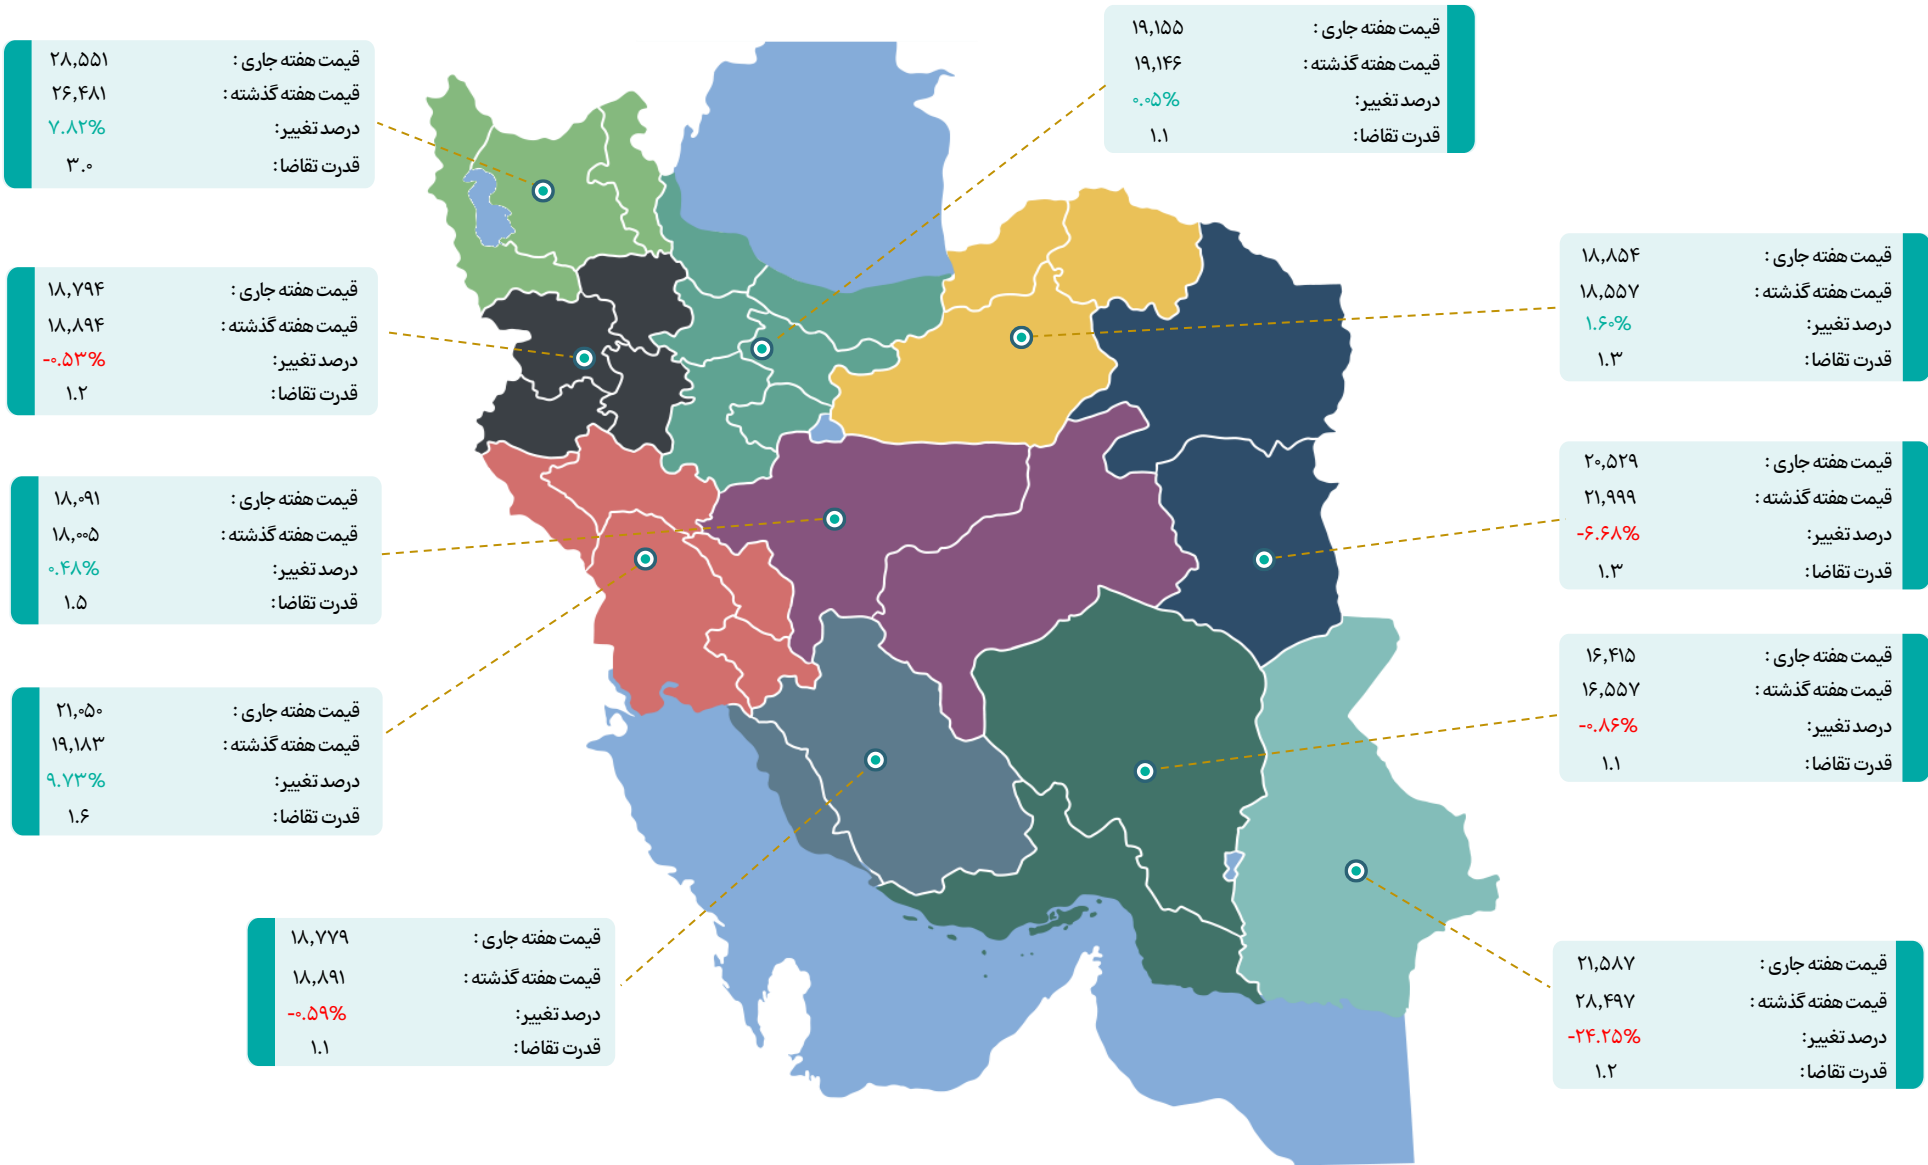 قیمت هفته جاری : ۱۹,۱۵۵
قیمت هفته گذشته : ۱۹,۱۴۶
درصد تغییر: ۰.۰۵%
قدرت تقاضا: ۱.۱
قیمت هفته جاری : ۲۸,۵۵۱
قیمت هفته گذشته : ۲۶,۴۸۱
درصد تغییر: ۷.۸۲%
قدرت تقاضا: ۳.۰
قیمت هفته جاری : ۱۸,۸۵۴
قیمت هفته گذشته : ۱۸,۵۵۷
درصد تغییر: ۱.۶۰%
قدرت تقاضا: ۱.۳
قیمت هفته جاری : ۱۸,۷۹۴
قیمت هفته گذشته : ۱۸,۸۹۴
درصد تغییر: -۰.۵۳%
قدرت تقاضا: ۱.۲
قیمت هفته جاری : ۲۰,۵۲۹
قیمت هفته گذشته : ۲۱,۹۹۹
درصد تغییر: -۶.۶۸%
قدرت تقاضا: ۱.۳
قیمت هفته جاری : ۱۸,۰۹۱
قیمت هفته گذشته : ۱۸,۰۰۵
درصد تغییر: ۰.۴۸%
قدرت تقاضا: ۱.۵
قیمت هفته جاری : ۱۶,۴۱۵
قیمت هفته گذشته : ۱۶,۵۵۷
درصد تغییر: -۰.۸۶%
قدرت تقاضا: ۱.۱
قیمت هفته جاری : ۲۱,۰۵۰
قیمت هفته گذشته : ۱۹,۱۸۳
درصد تغییر: ۹.۷۳%
قدرت تقاضا: ۱.۶
قیمت هفته جاری : ۲۱,۵۸۷
قیمت هفته گذشته : ۲۸,۴۹۷
درصد تغییر: -۲۴.۲۵%
قدرت تقاضا: ۱.۲
قیمت هفته جاری : ۱۸,۷۷۹
قیمت هفته گذشته : ۱۸,۸۹۱
درصد تغییر: -۰.۵۹%
قدرت تقاضا: ۱.۱